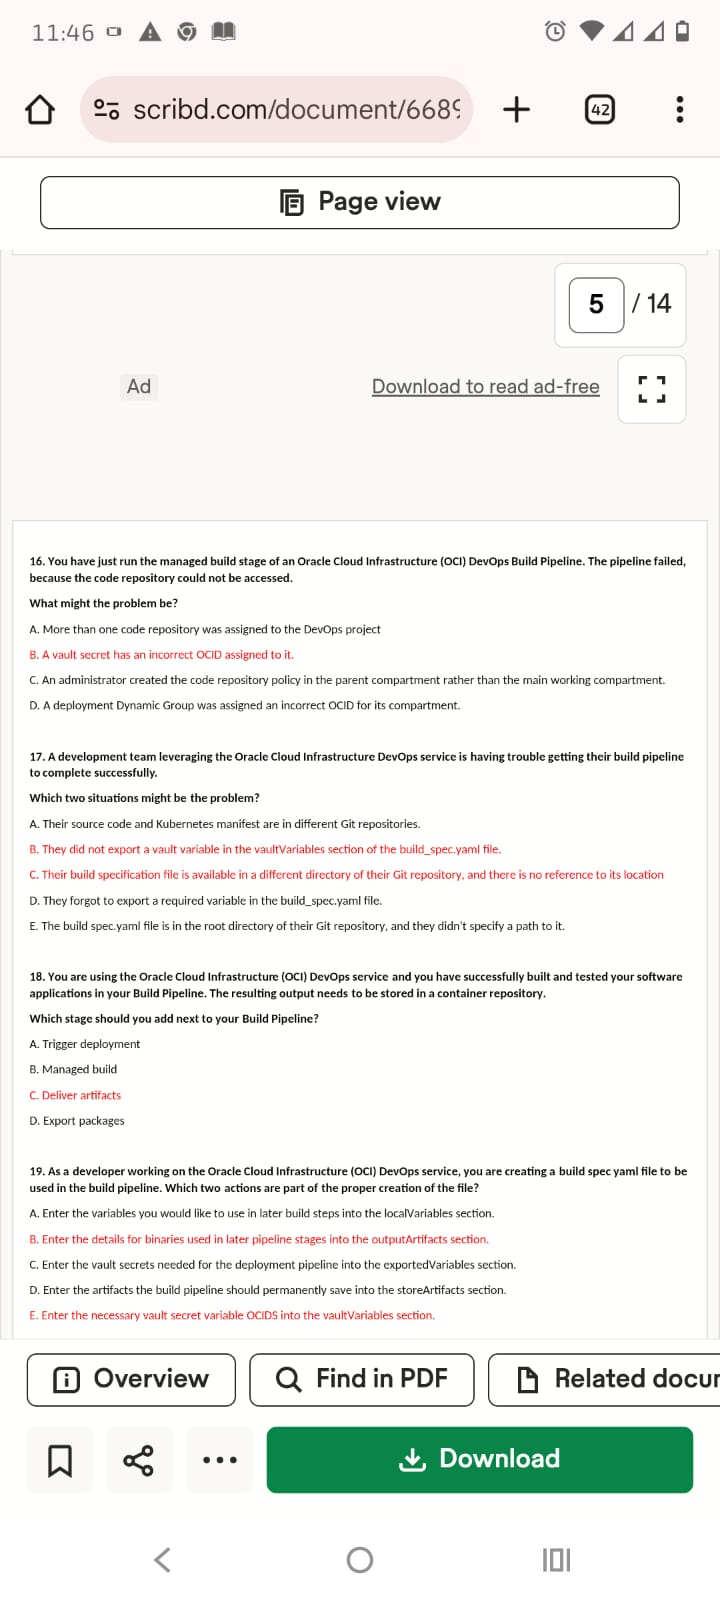 11:46
scribd.com/document/6689
42
Page view
5 / 14
Ad
Download to read ad-free
16. You have just run the managed build stage of an Oracle Cloud Infrastructure (OCI) DevOps Build Pipeline. The pipeline failed,
because the code repository could not be accessed.
What might the problem be?
A. More than one code repository was assigned to the DevOps project
B. A vault secret has an incorrect OCID assigned to it.
C. An administrator created the code repository policy in the parent compartment rather than the main working compartment.
D. A deployment Dynamic Group was assigned an incorrect OCID for its compartment.
17. A development team leveraging the Oracle Cloud Infrastructure DevOps service is having trouble getting their build pipeline
to complete successfully.
Which two situations might be the problem?
A. Their source code and Kubernetes manifest are in different Git repositories.
B. They did not export a vault variable in the vaultVariables section of the build_spec.yaml file.
C. Their build specification file is available in a different directory of their Git repository, and there is no reference to its location
D. They forgot to export a required variable in the build_spec.yaml file.
E. The build spec.yaml file is in the root directory of their Git repository, and they didn't specify a path to it.
18. You are using the Oracle Cloud Infrastructure (OCI) DevOps service and you have successfully built and tested your software
applications in your Build Pipeline. The resulting output needs to be stored in a container repository.
Which stage should you add next to your Build Pipeline?
A. Trigger deployment
B. Managed build
C. Deliver artifacts
D. Export packages
19. As a developer working on the Oracle Cloud Infrastructure (OCI) DevOps service, you are creating a build spec yaml file to be
used in the build pipeline. Which two actions are part of the proper creation of the file?
A. Enter the variables you would like to use in later build steps into the localVariables section.
B. Enter the details for binaries used in later pipeline stages into the outputArtifacts section.
C. Enter the vault secrets needed for the deployment pipeline into the exportedVariables section.
D. Enter the artifacts the build pipeline should permanently save into the storeArtifacts section.
E. Enter the necessary vault secret variable OCIDS into the vaultVariables section.
Overview
Find in PDF
Related docur
Download